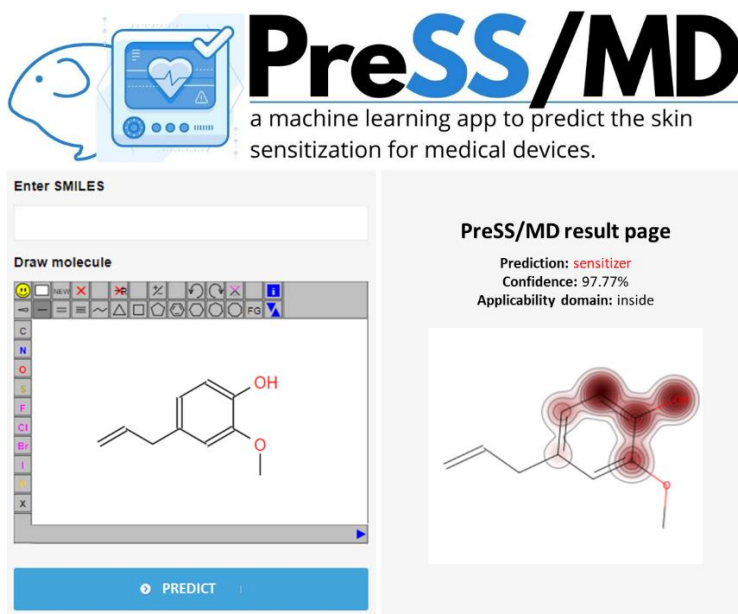 PreSS/MD
a machine learning app to predict the skin
sensitization for medical devices.
Enter SMILES
Draw molecule
NEW
FG
C
N
O
S
F
Cl
Br
I
X
OH
O
PREDICT
PreSS/MD result page
Prediction: sensitizer
Confidence: 97.77%
Applicability domain: inside
O